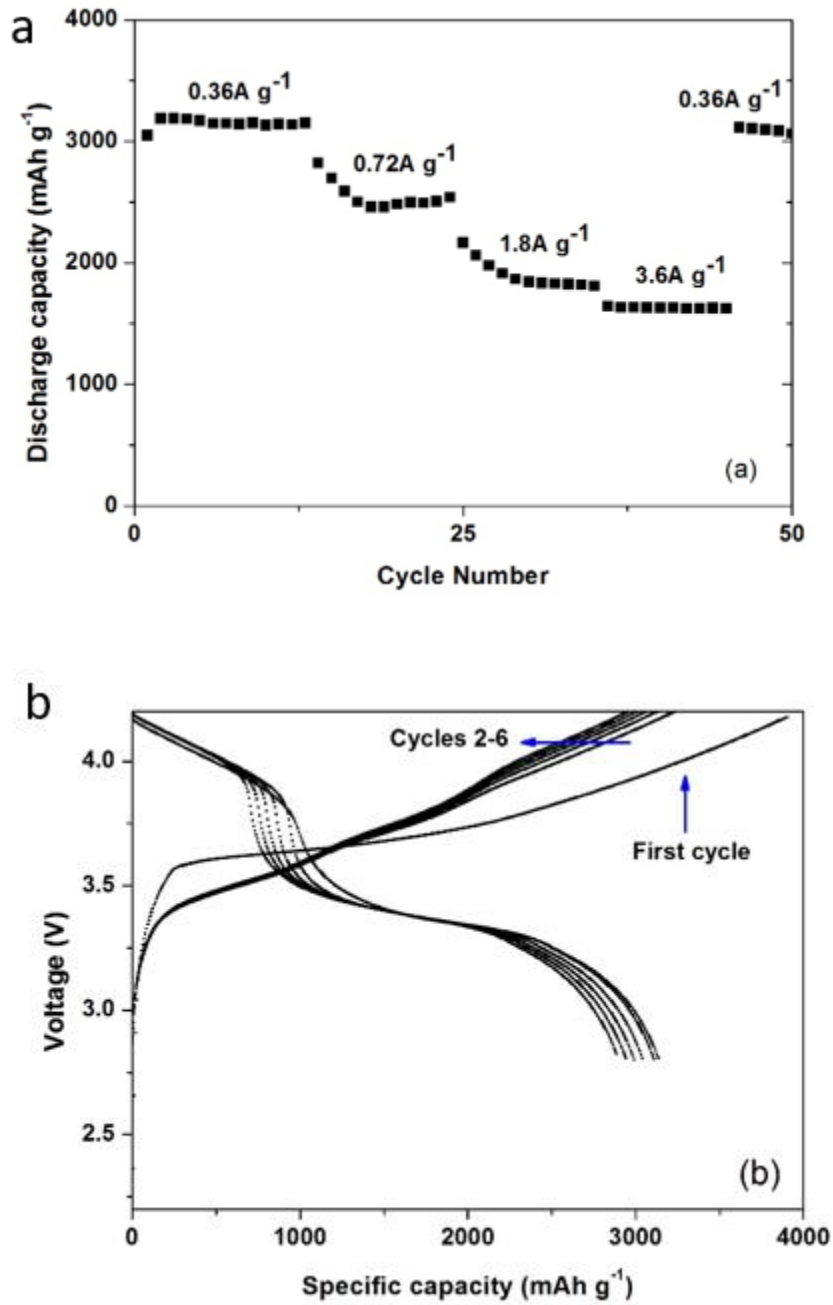 a
4000
3000
2000
1000
0
Discharge capacity (mAh g-1)
0.36A g-1
0.72A g-1
1.8A g-1
3.6A g-1
0.36A g-1
(a)
0
25
50
Cycle Number
b
4.0
3.5
3.0
2.5
Voltage (V)
Cycles 2-6
First cycle
(b)
0
1000
2000
3000
4000
Specific capacity (mAh g-1)